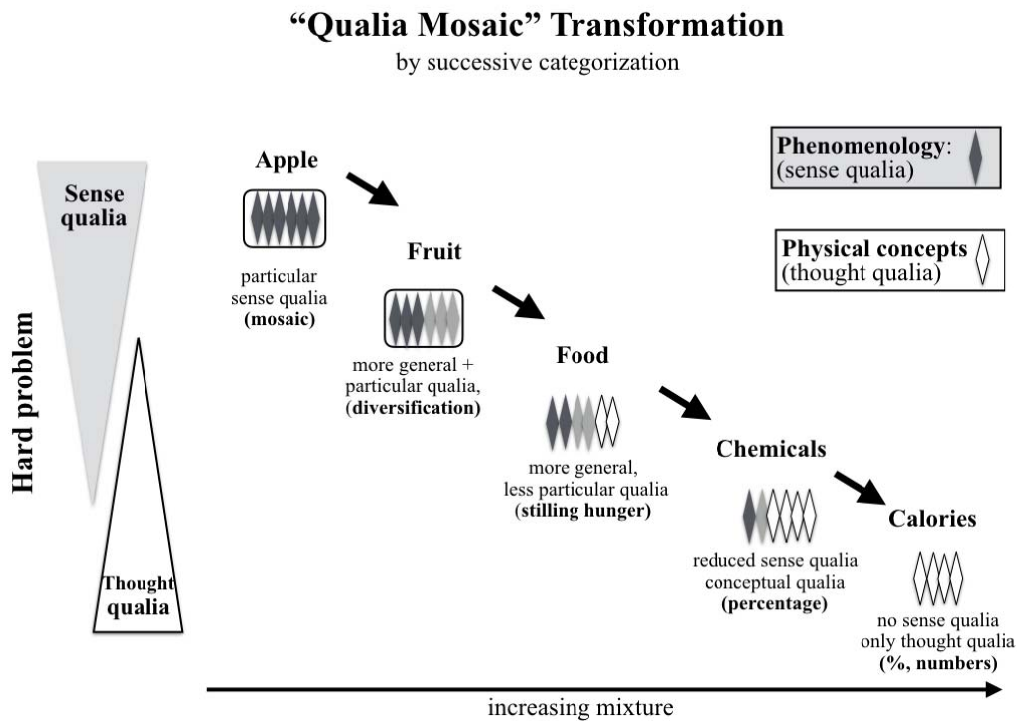 “Qualia Mosaic” Transformation
by successive categorization
Sense
qualia
Hard problem
Thought
qualia
Apple
particular
sense qualia
(mosaic)
Fruit
more general +
particular qualia,
(diversification)
Food
more general,
less particular qualia
(stilling hunger)
Chemicals
reduced sense qualia
conceptual qualia
(percentage)
Calories
no sense qualia
only thought qualia
(%, numbers)
Phenomenology:
(sense qualia)
Physical concepts
(thought qualia)
increasing mixture